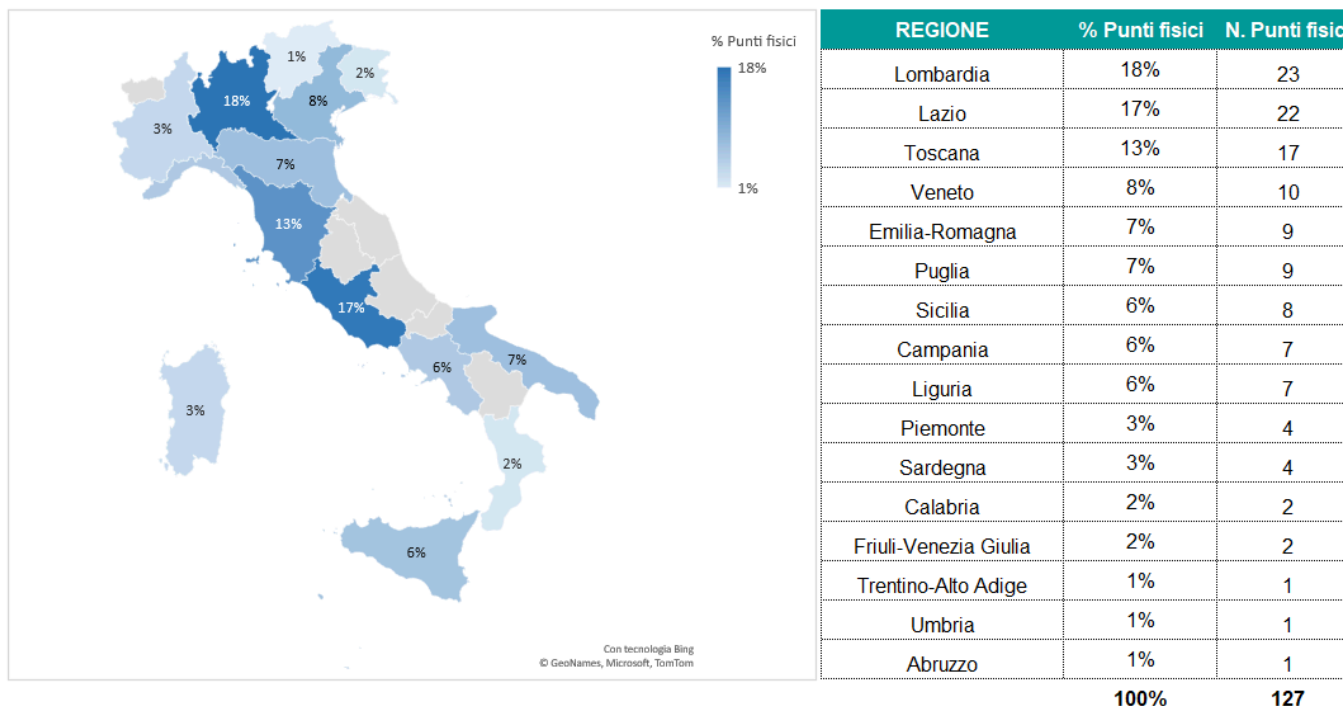 % Punti fisici
18%
1%
1%
2%
18%
8%
3%
7%
13%
17%
7%
6%
3%
2%
6%
Con tecnologia Bing
© GeoNames, Microsoft, TomTom
REGIONE % Punti fisici N. Punti fisic
Lombardia 18% 23
Lazio 17% 22
Toscana 13% 17
Veneto 8% 10
Emilia-Romagna 7% 9
Puglia 7% 9
Sicilia 6% 8
Campania 6% 7
Liguria 6% 7
Piemonte 3% 4
Sardegna 3% 4
Calabria 2% 2
Friuli-Venezia Giulia 2% 2
Trentino-Alto Adige 1% 1
Umbria 1% 1
Abruzzo 1% 1
100% 127